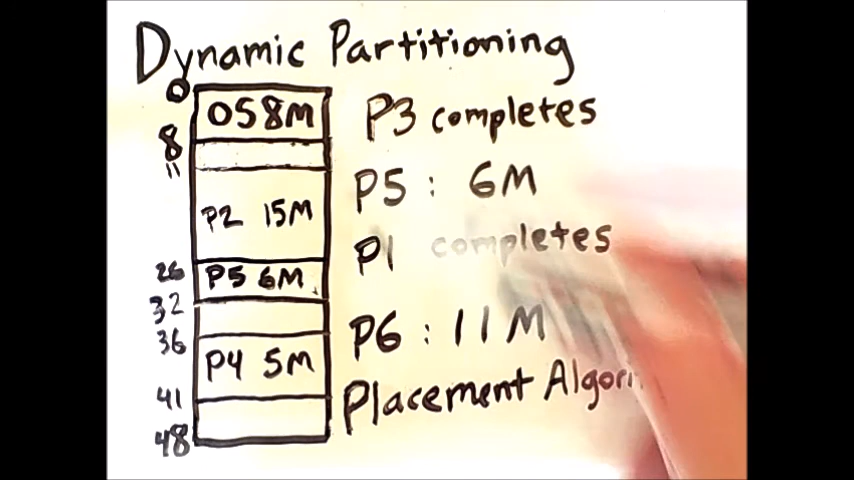 Dynamic Partitioning
0
OS 8M
P3 completes
8
11
P5 : 6M
P2 15M
P1 completes
26
P5 6M
32
P6 : 11M
36
P4 5M
Placement Algori
41
48